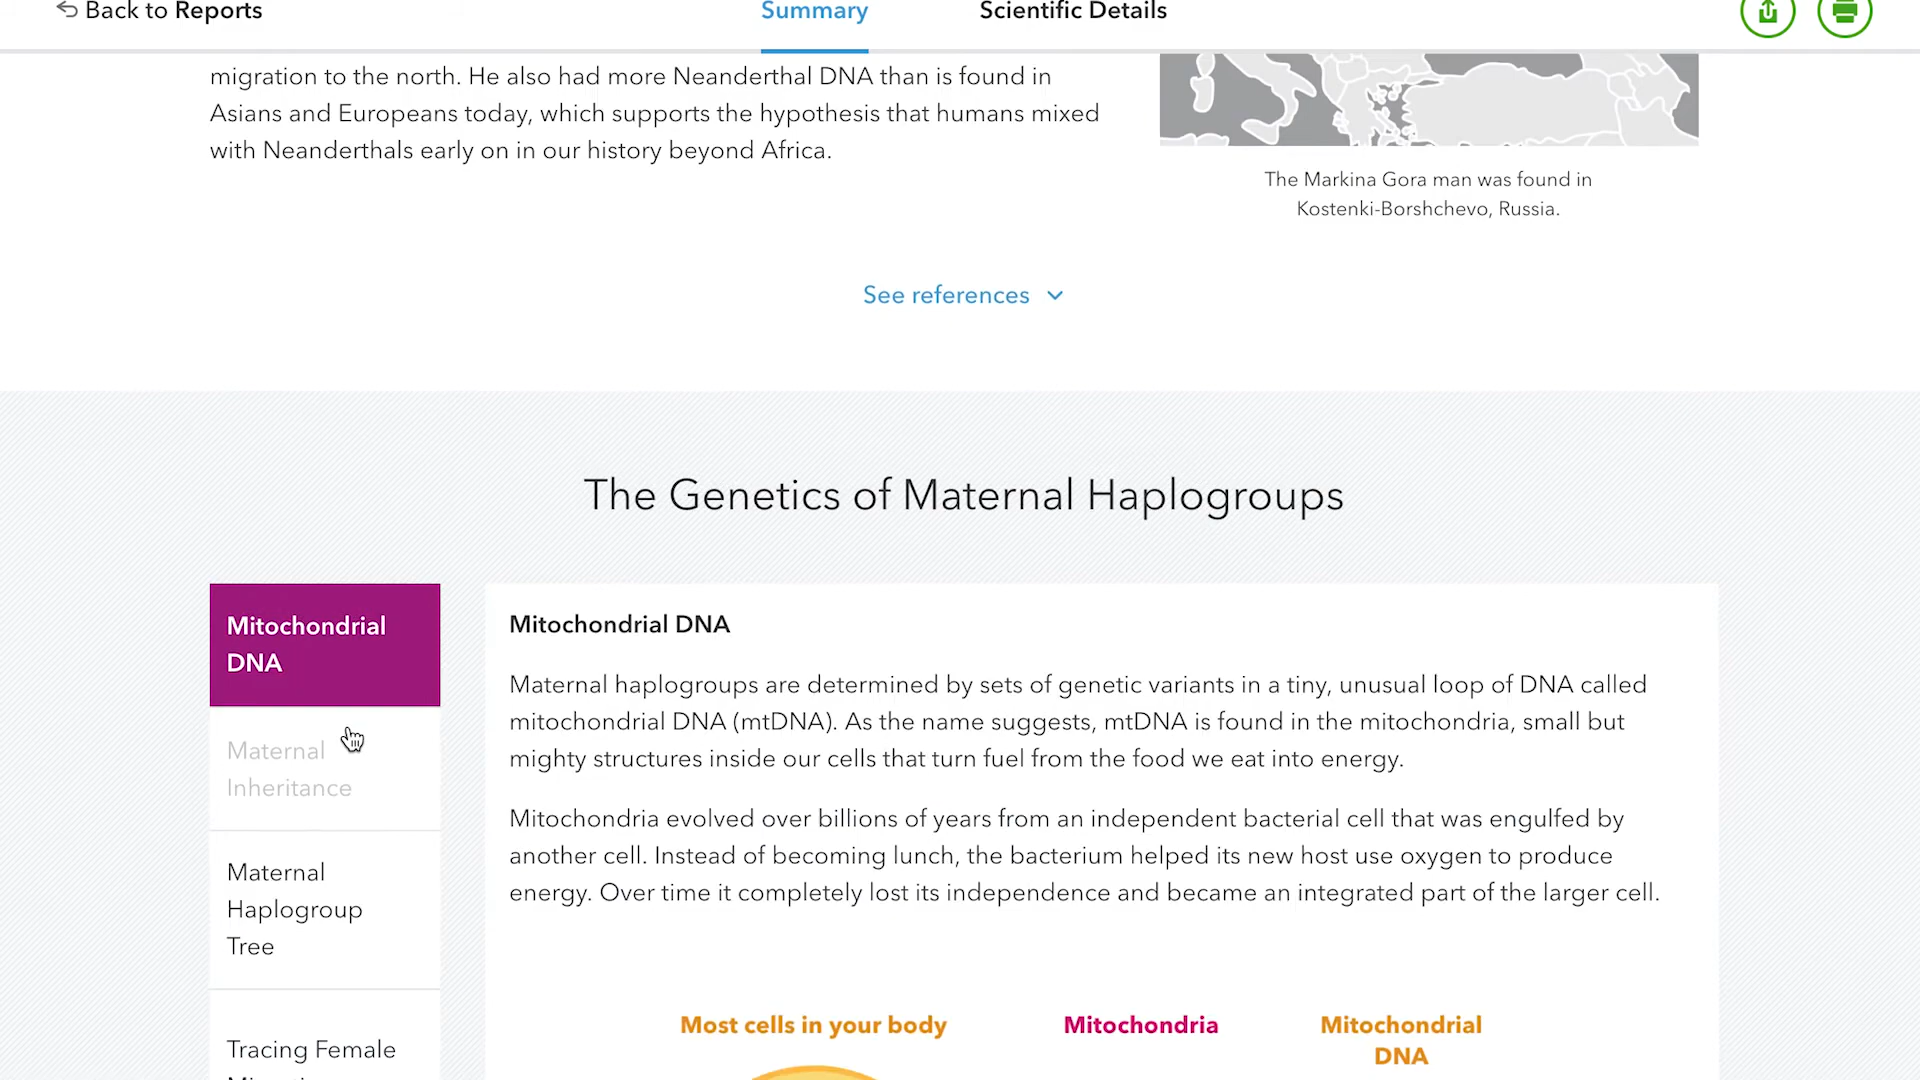 Back to Reports
Summary
Scientific Details
migration to the north. He also had more Neanderthal DNA than is found in
Asians and Europeans today, which supports the hypothesis that humans mixed
with Neanderthals early on in our history beyond Africa.
The Markina Gora man was found in
Kostenki-Borshchevo, Russia.
See references
The Genetics of Maternal Haplogroups
Mitochondrial
DNA
Maternal
Inheritance
Maternal
Haplogroup
Tree
Tracing Female
Mitochondrial DNA
Maternal haplogroups are determined by sets of genetic variants in a tiny, unusual loop of DNA called
mitochondrial DNA (mtDNA). As the name suggests, mtDNA is found in the mitochondria, small but
mighty structures inside our cells that turn fuel from the food we eat into energy.
Mitochondria evolved over billions of years from an independent bacterial cell that was engulfed by
another cell. Instead of becoming lunch, the bacterium helped its new host use oxygen to produce
energy. Over time it completely lost its independence and became an integrated part of the larger cell.
Most cells in your body
Mitochondria
Mitochondrial
DNA